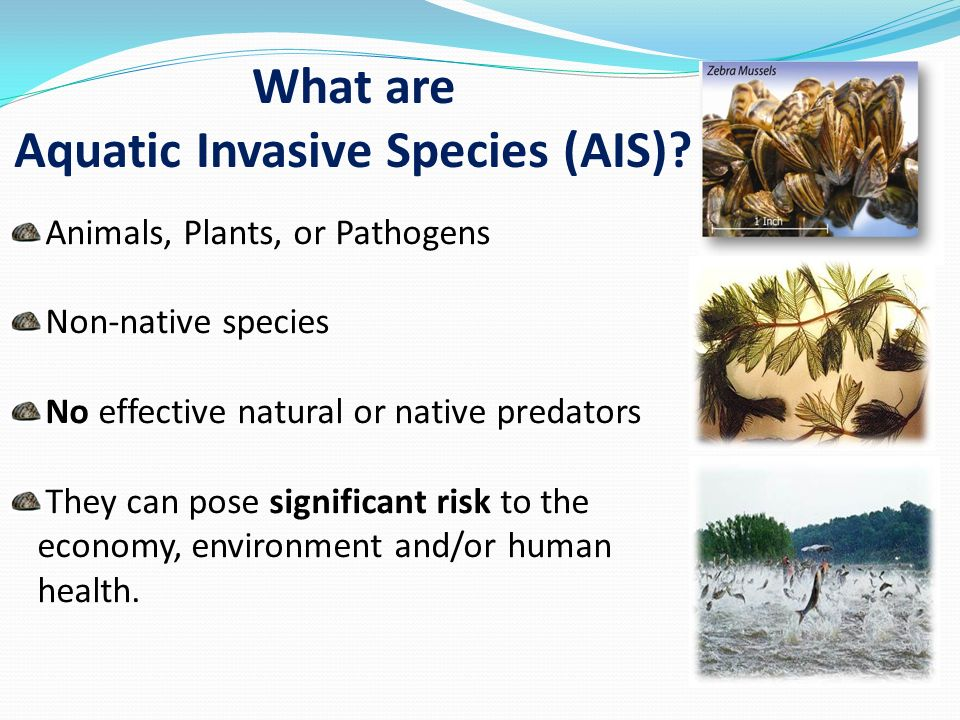 What are
Aquatic Invasive Species (AIS)?
Zebra Mussels
1 Inch
Animals, Plants, or Pathogens
Non-native species
No effective natural or native predators
They can pose significant risk to the
economy, environment and/or human
health.